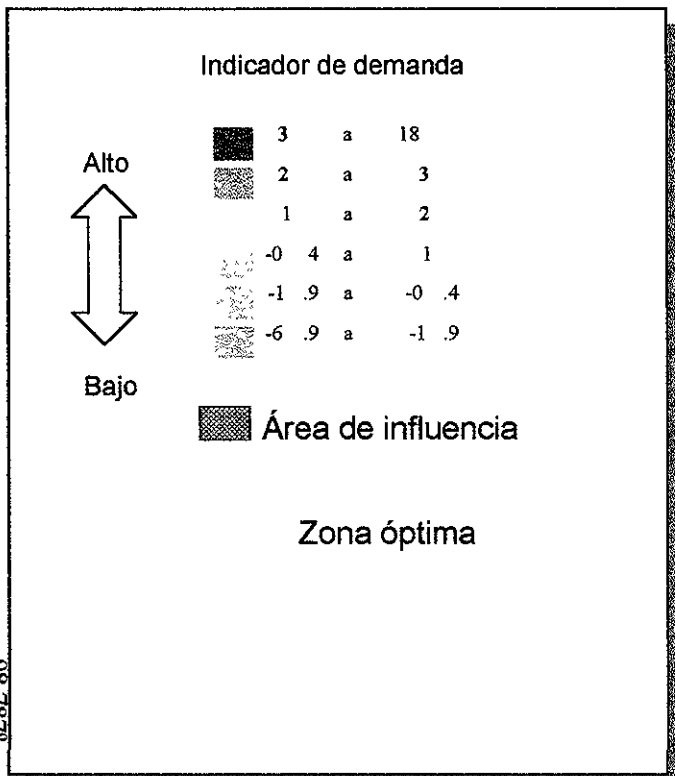 Indicador de demanda
Alto
3 a 18
2 a 3
1 a 2
-0 4 a 1
-1 .9 a -0 .4
-6 .9 a -1 .9
Bajo
Área de influencia
Zona óptima